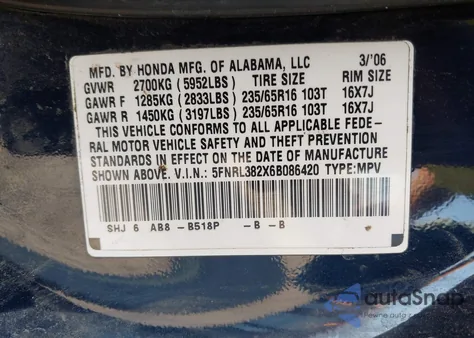 MFD. BY HONDA MFG. OF ALABAMA, LLC 3/'06
GVWR 2700KG (5952LBS) TIRE SIZE RIM SIZE
GAWR F 1285KG (2833LBS) 235/65R16 103T 16X7J
GAWR R 1450KG (3197LBS) 235/65R16 103T 16X7J
THIS VEHICLE CONFORMS TO ALL APPLICABLE FEDE-
RAL MOTOR VEHICLE SAFETY AND THEFT PREVENTION
STANDARDS IN EFFECT ON THE DATE OF MANUFACTURE
SHOWN ABOVE. V.I.N.: 5FNRL382X6B086420 TYPE: MPV
SHJ 6 AB8 -B518P -B -B
autoSnap